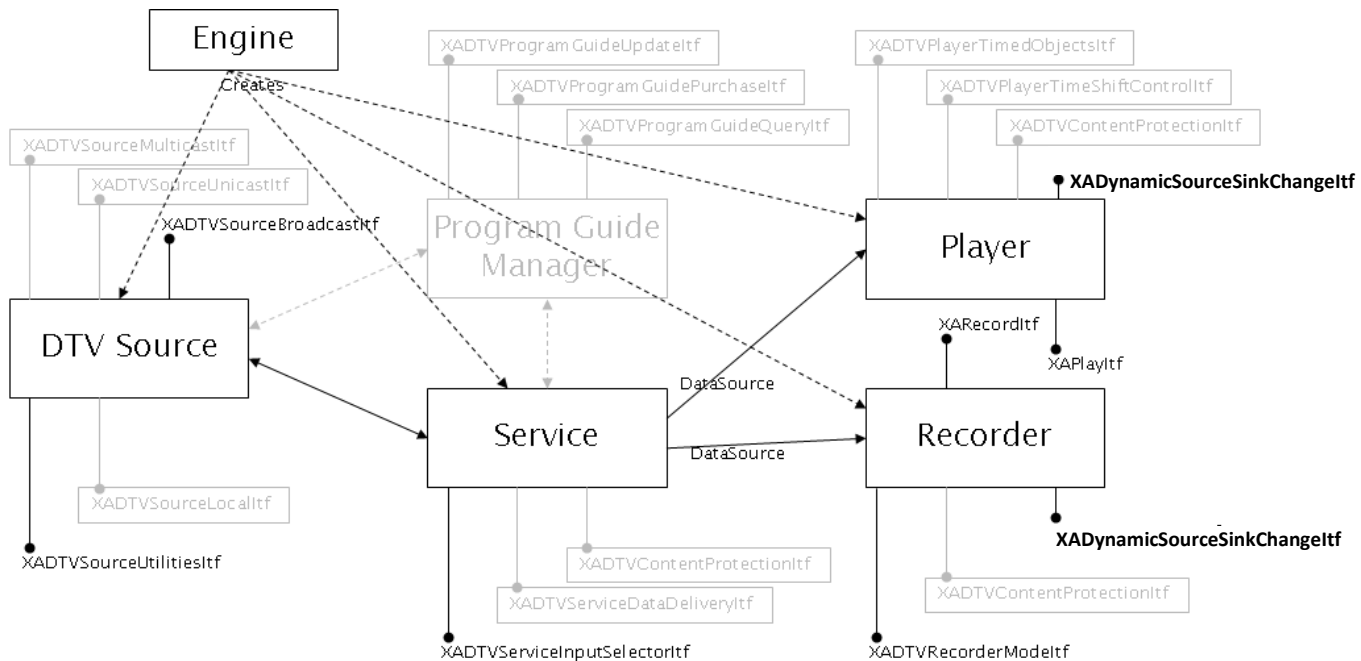 Engine
Creates
XADTVProgramGuideUpdateItf
XADTVProgramGuidePurchaseItf
XADTVProgramGuideQueryItf
XADTVPlayerTimedObjectsItf
XADTVPlayerTimeShiftControlItf
XADTVContentProtectionItf
XADTVSourceMulticastItf
XADTVSourceUnicastItf
XADTVSourceBroadcastItf
XADynamicSourceSinkChangeItf
Program Guide
Manager
Player
DTV Source
XARecordItf
XAPlayItf
DataSource
Service
DataSource
Recorder
XADTVSourceLocalItf
XADTVSourceUtilitiesItf
XADTVContentProtectionItf
XADTVServiceDataDeliveryItf
XADTVServiceInputSelectorItf
XADynamicSourceSinkChangeItf
XADTVContentProtectionItf
XADTVRecorderModeItf